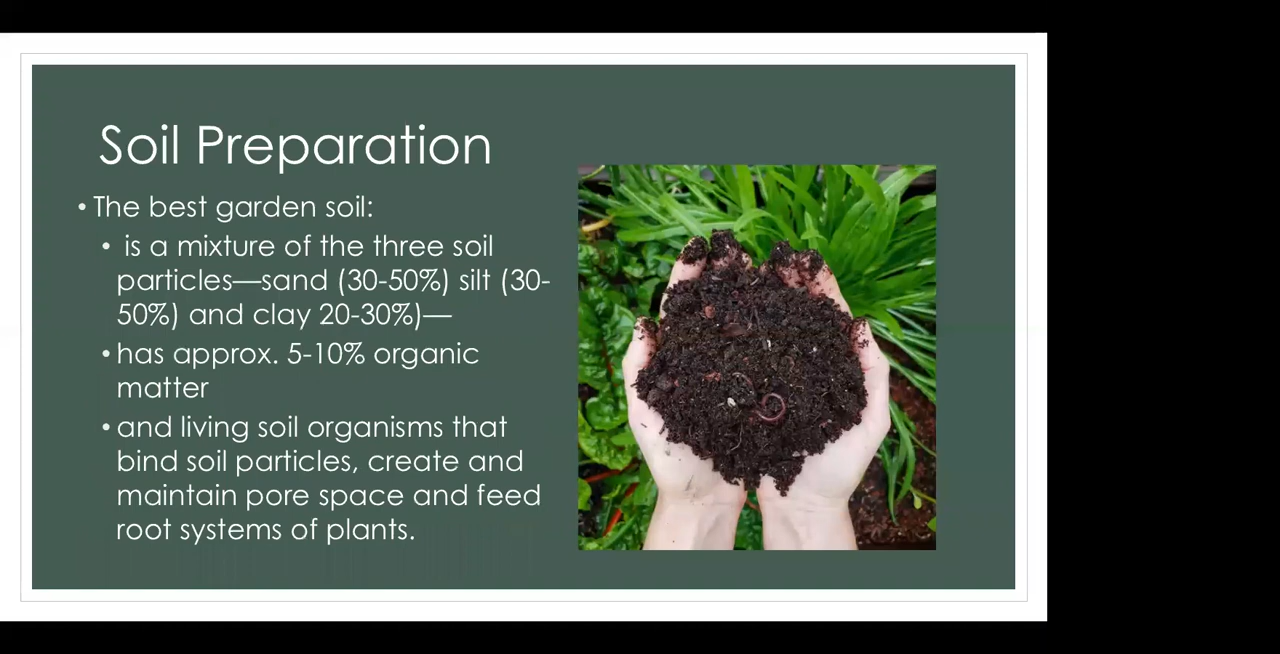 Soil Preparation
• The best garden soil:
• is a mixture of the three soil
particles—sand (30-50%) silt (30-
50%) and clay 20-30%)—
• has approx. 5-10% organic
matter
• and living soil organisms that
bind soil particles, create and
maintain pore space and feed
root systems of plants.